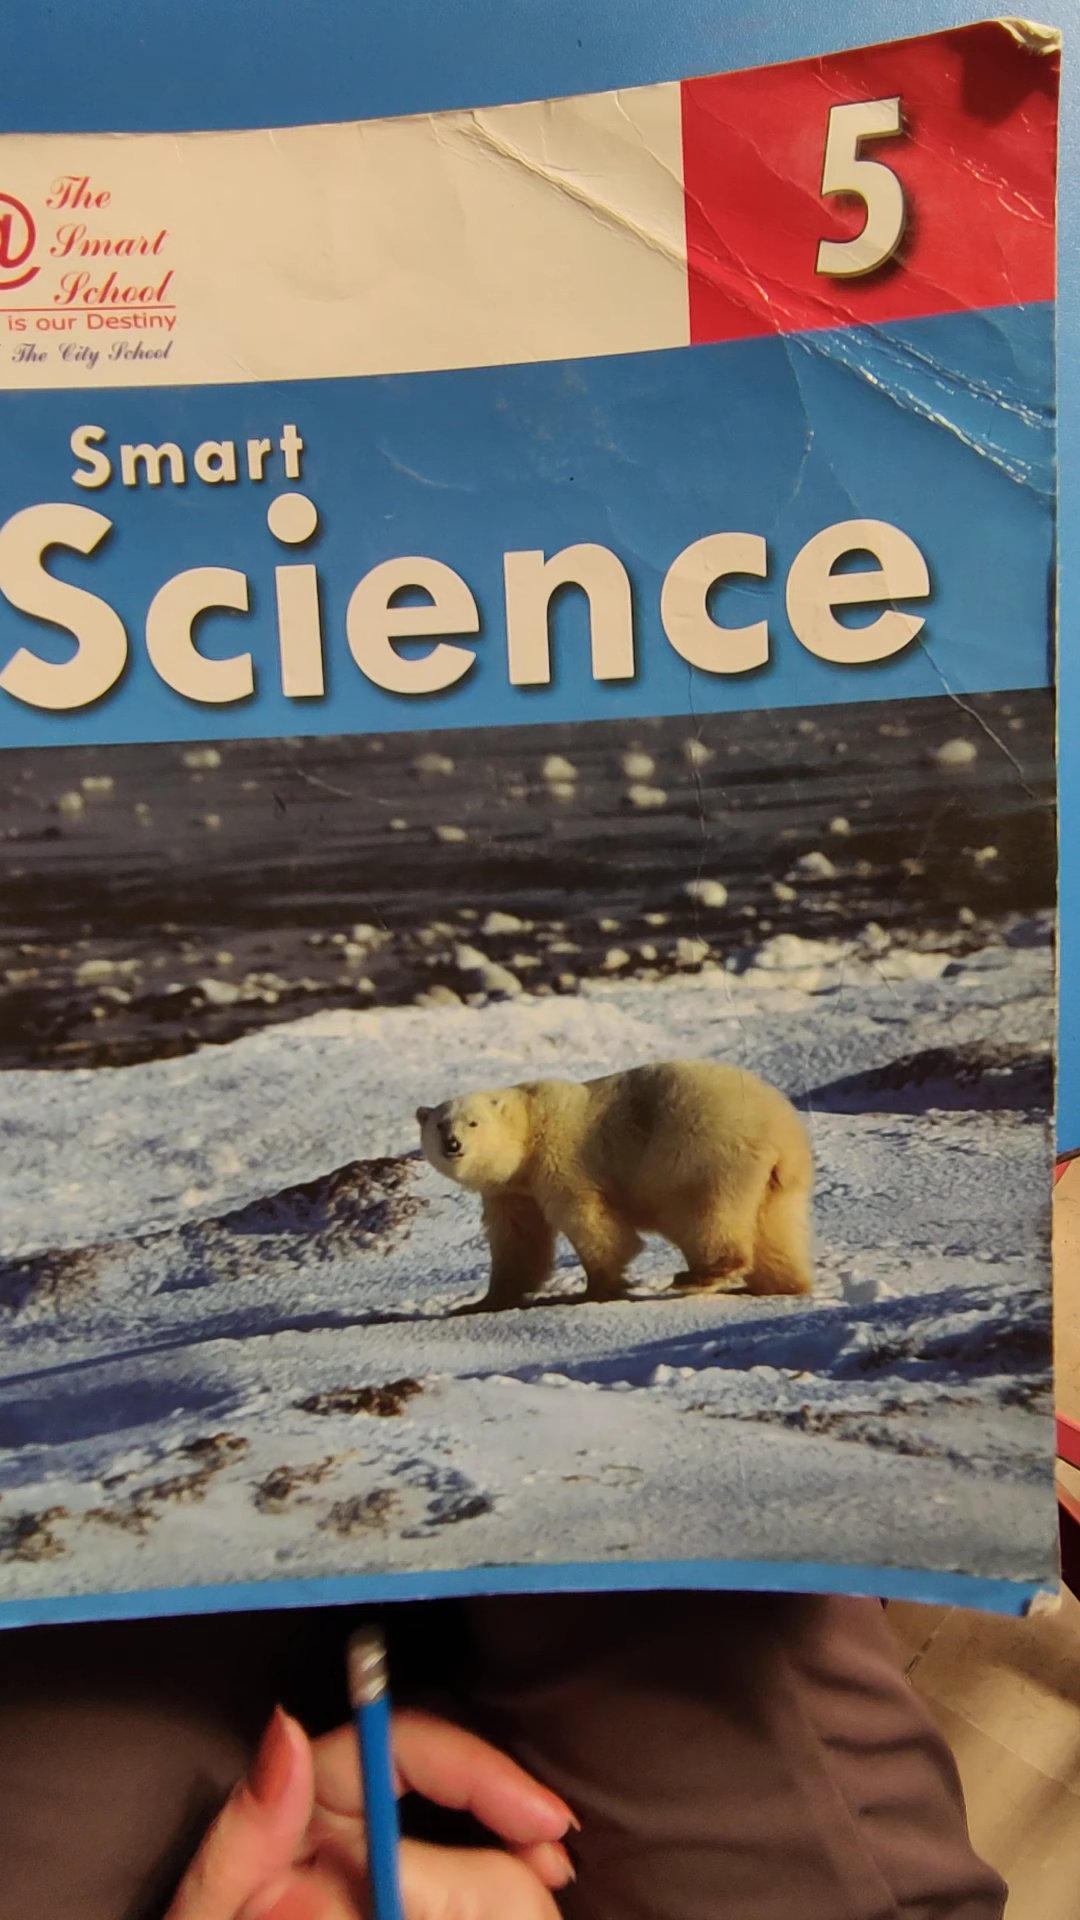 5
@ The
Smart
School
is our Destiny
The City School
Smart
Science